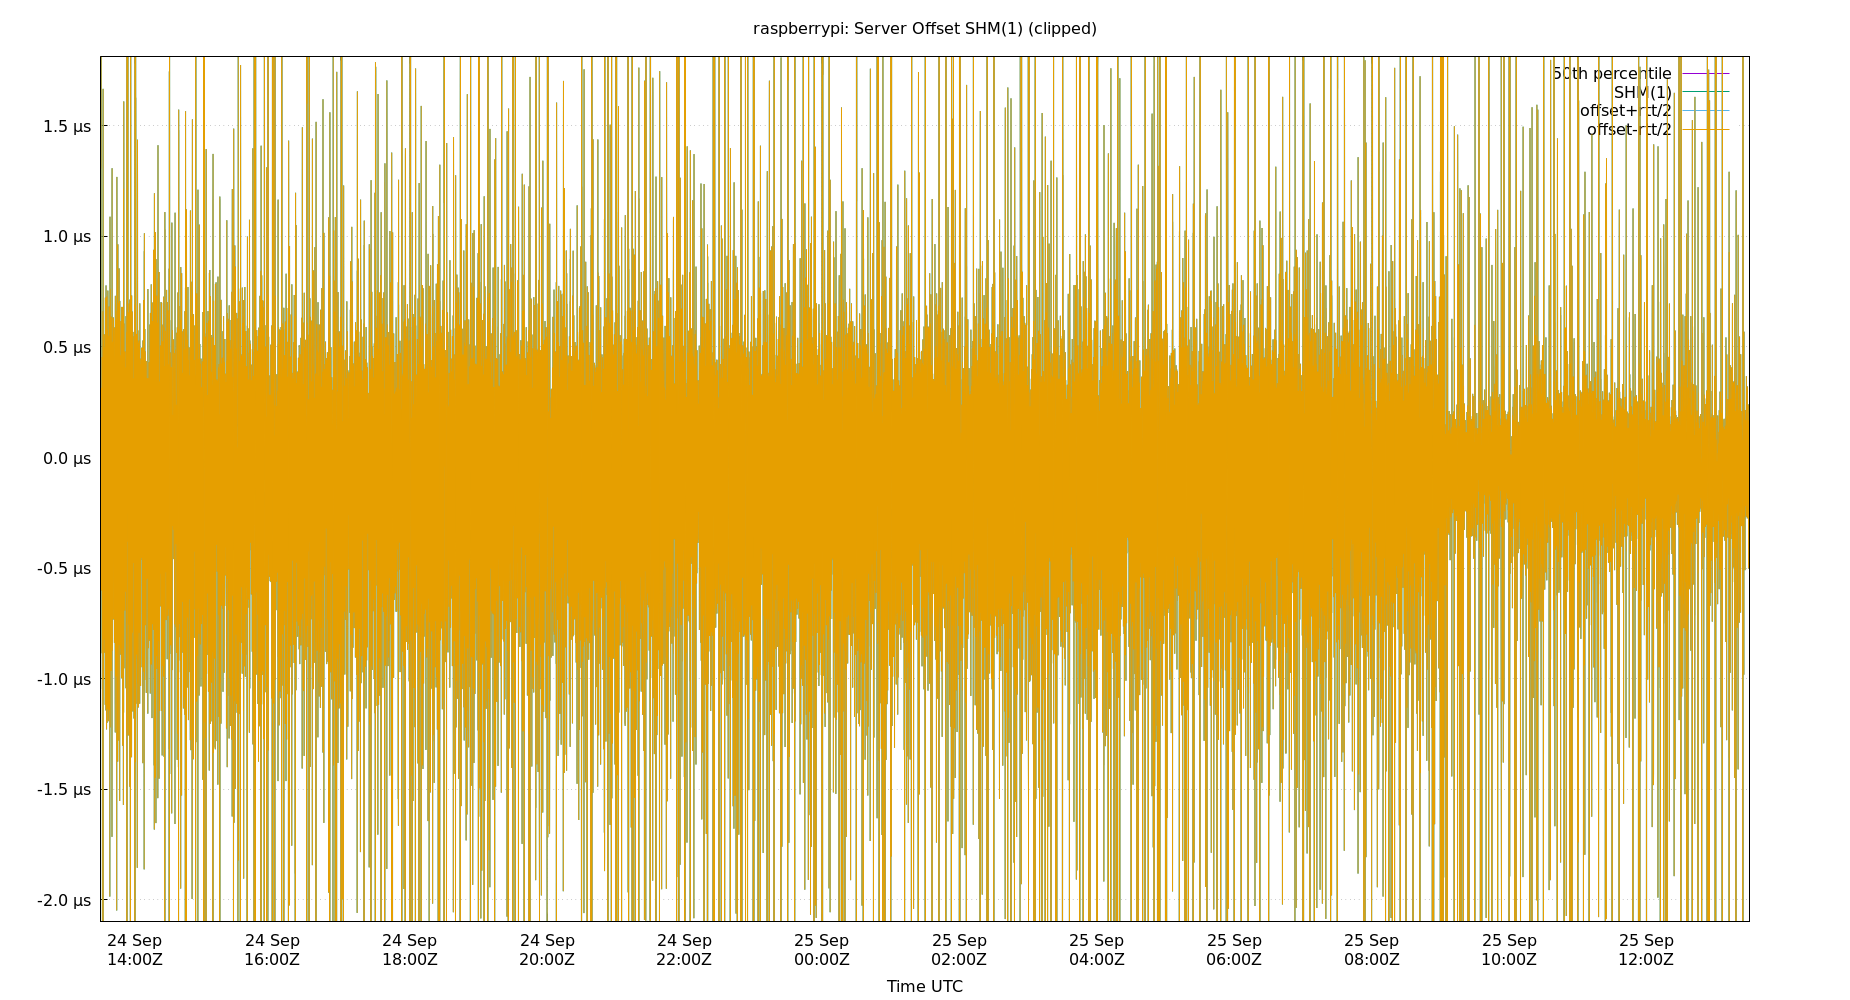 raspberrypi: Server Offset SHM(1) (clipped)
50th percentile
SHM(1)
offset+rtt/2
offset-rtt/2
1.5 µs
1.0 µs
0.5 µs
0.0 µs
-0.5 µs
-1.0 µs
-1.5 µs
-2.0 µs
24 Sep 24 Sep 24 Sep 24 Sep 24 Sep 25 Sep 25 Sep 25 Sep 25 Sep 25 Sep 25 Sep 25 Sep
14:00Z 16:00Z 18:00Z 20:00Z 22:00Z 00:00Z 02:00Z 04:00Z 06:00Z 08:00Z 10:00Z 12:00Z
Time UTC